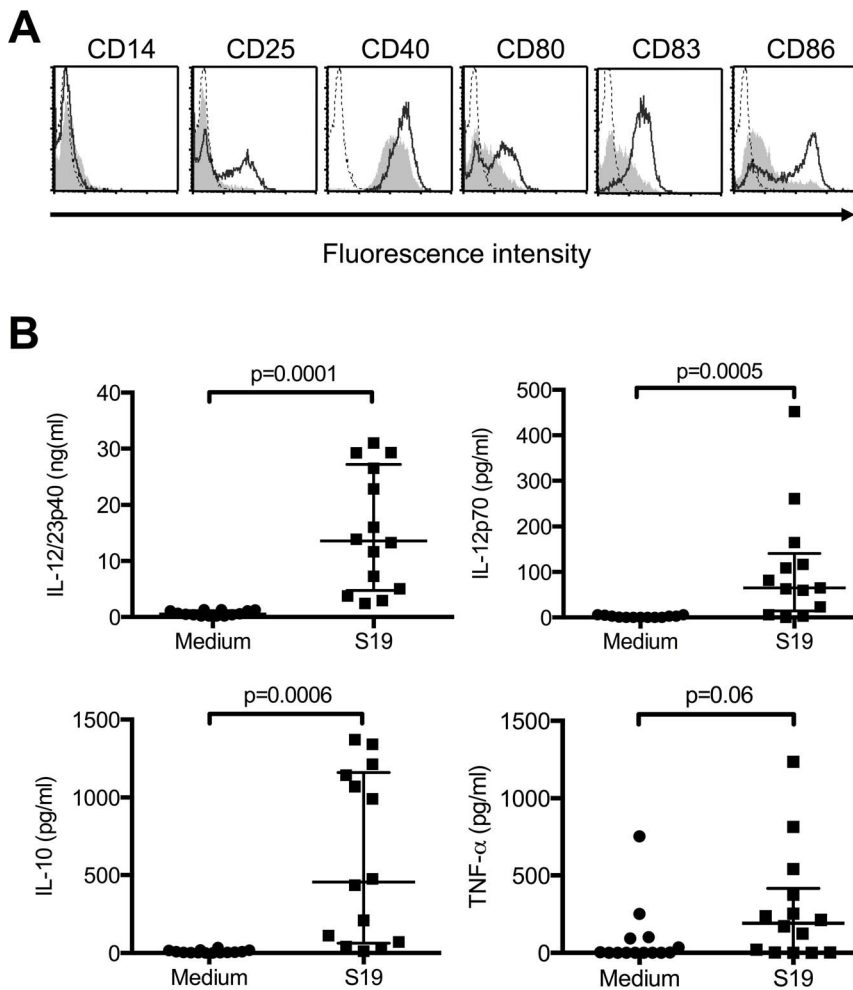 A
CD14 CD25 CD40 CD80 CD83 CD86
Fluorescence intensity
B
p=0.0001
IL-12/23p40 (ng(ml)
40
30
20
10
0
Medium S19
p=0.0005
IL-12p70 (pg/ml)
500
400
300
200
100
0
Medium S19
p=0.0006
IL-10 (pg/ml)
1500
1000
500
0
Medium S19
p=0.06
TNF-α (pg/ml)
1500
1000
500
0
Medium S19